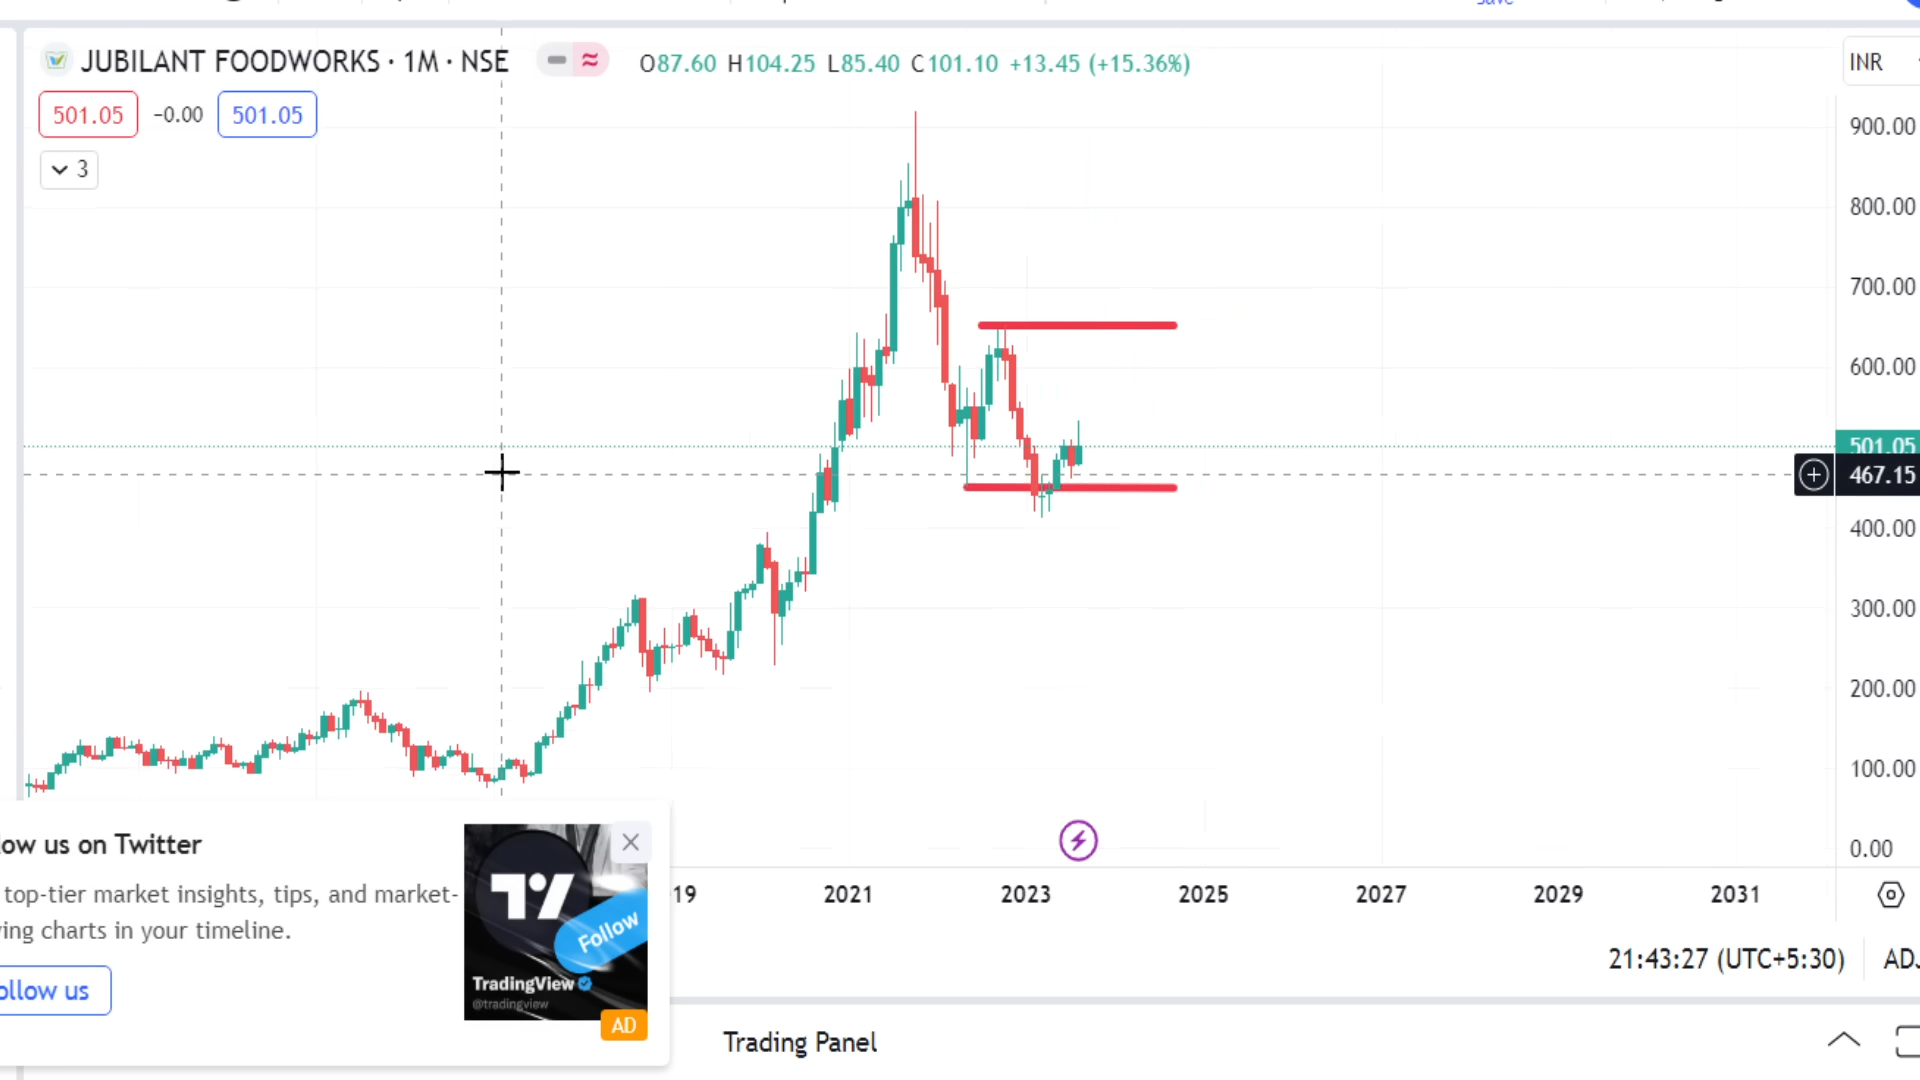 save
JUBILANT FOODWORKS · 1M · NSE
O87.60 H104.25 L85.40 C101.10 +13.45 (+15.36%)
INR
501.05 −0.00 501.05
3
900.00
800.00
700.00
600.00
501.05
467.15
400.00
300.00
200.00
100.00
0.00
19 2021 2023 2025 2027 2029 2031
ow us on Twitter
top-tier market insights, tips, and market-
ing charts in your timeline.
ollow us
Follow
TradingView
@tradingview
AD
21:43:27 (UTC+5:30)
ADJ
Trading Panel